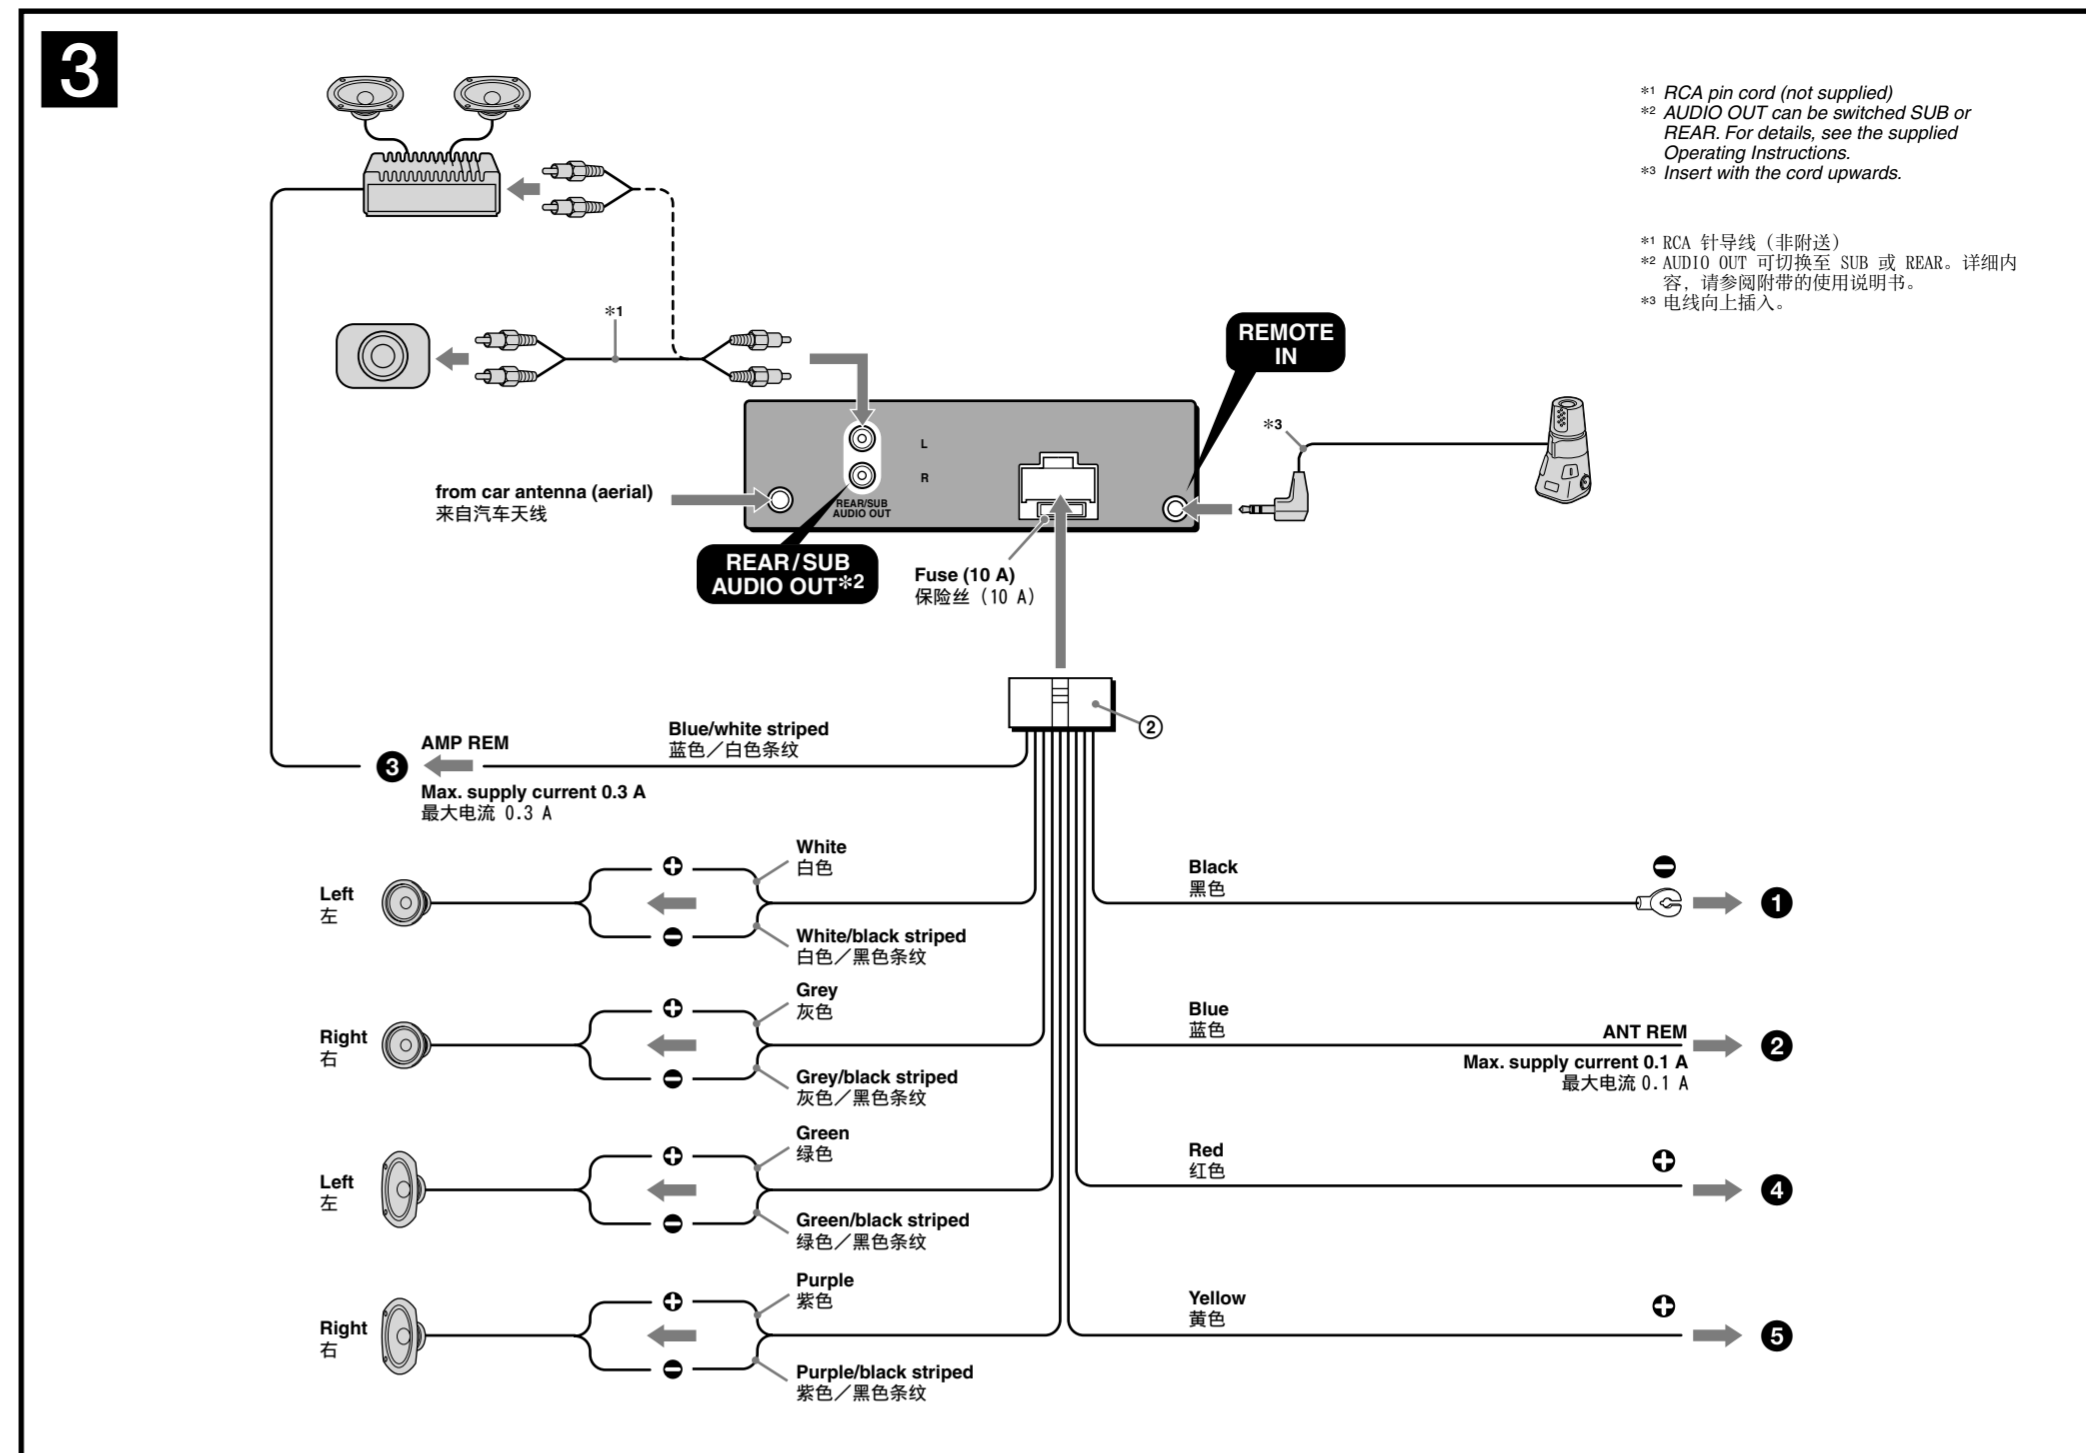 3
*1 RCA pin cord (not supplied)
*2 AUDIO OUT can be switched SUB or
REAR. For details, see the supplied
Operating Instructions.
*3 Insert with the cord upwards.
*1 RCA 针导线（非附送）
*2 AUDIO OUT 可切换至 SUB 或 REAR。详细内
容，请参阅附带的使用说明书。
*3 电线向上插入。
*1
REMOTE
IN
*3
L
R
REAR/SUB
AUDIO OUT
from car antenna (aerial)
来自汽车天线
REAR/SUB
AUDIO OUT*2
Fuse (10 A)
保险丝（10 A）
②
Blue/white striped
蓝色／白色条纹
AMP REM
❸
Max. supply current 0.3 A
最大电流 0.3 A
White
白色
Left
左
White/black striped
白色／黑色条纹
Grey
灰色
Right
右
Grey/black striped
灰色／黑色条纹
Green
绿色
Left
左
Green/black striped
绿色／黑色条纹
Purple
紫色
Right
右
Purple/black striped
紫色／黑色条纹
Black
黑色
❶
Blue
蓝色
ANT REM
❷
Max. supply current 0.1 A
最大电流 0.1 A
Red
红色
❹
Yellow
黄色
❺